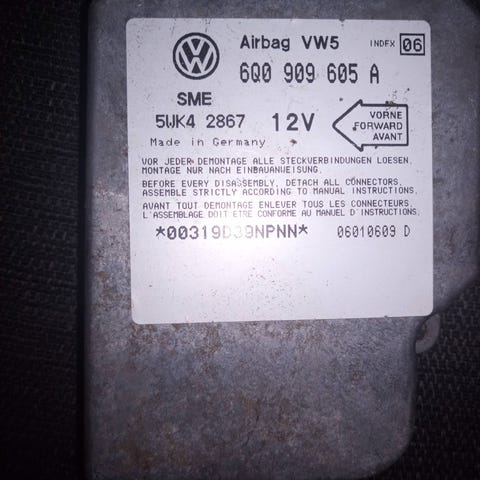 Airbag VW5 INDEX 06
6Q0 909 605 A
SME
5WK4 2867 12V
VORNE
FORWARD
AVANT
Made in Germany
VOR JEDER DEMONTAGE ALLE STECKVERBINDUNGEN LOESEN.
MONTAGE NUR NACH EINBAUANWEISUNG.
BEFORE EVERY DISASSEMBLY, DETACH ALL CONNECTORS.
ASSEMBLE STRICTLY ACCORDING TO MANUAL INSTRUCTIONS.
AVANT TOUT DEMONTAGE ENLEVER TOUS LES CONNECTEURS.
L'ASSEMBLAGE DOIT ETRE CONFORME AU MANUEL D'INSTRUCTIONS.
*00319D39NPNN* 06010609 D